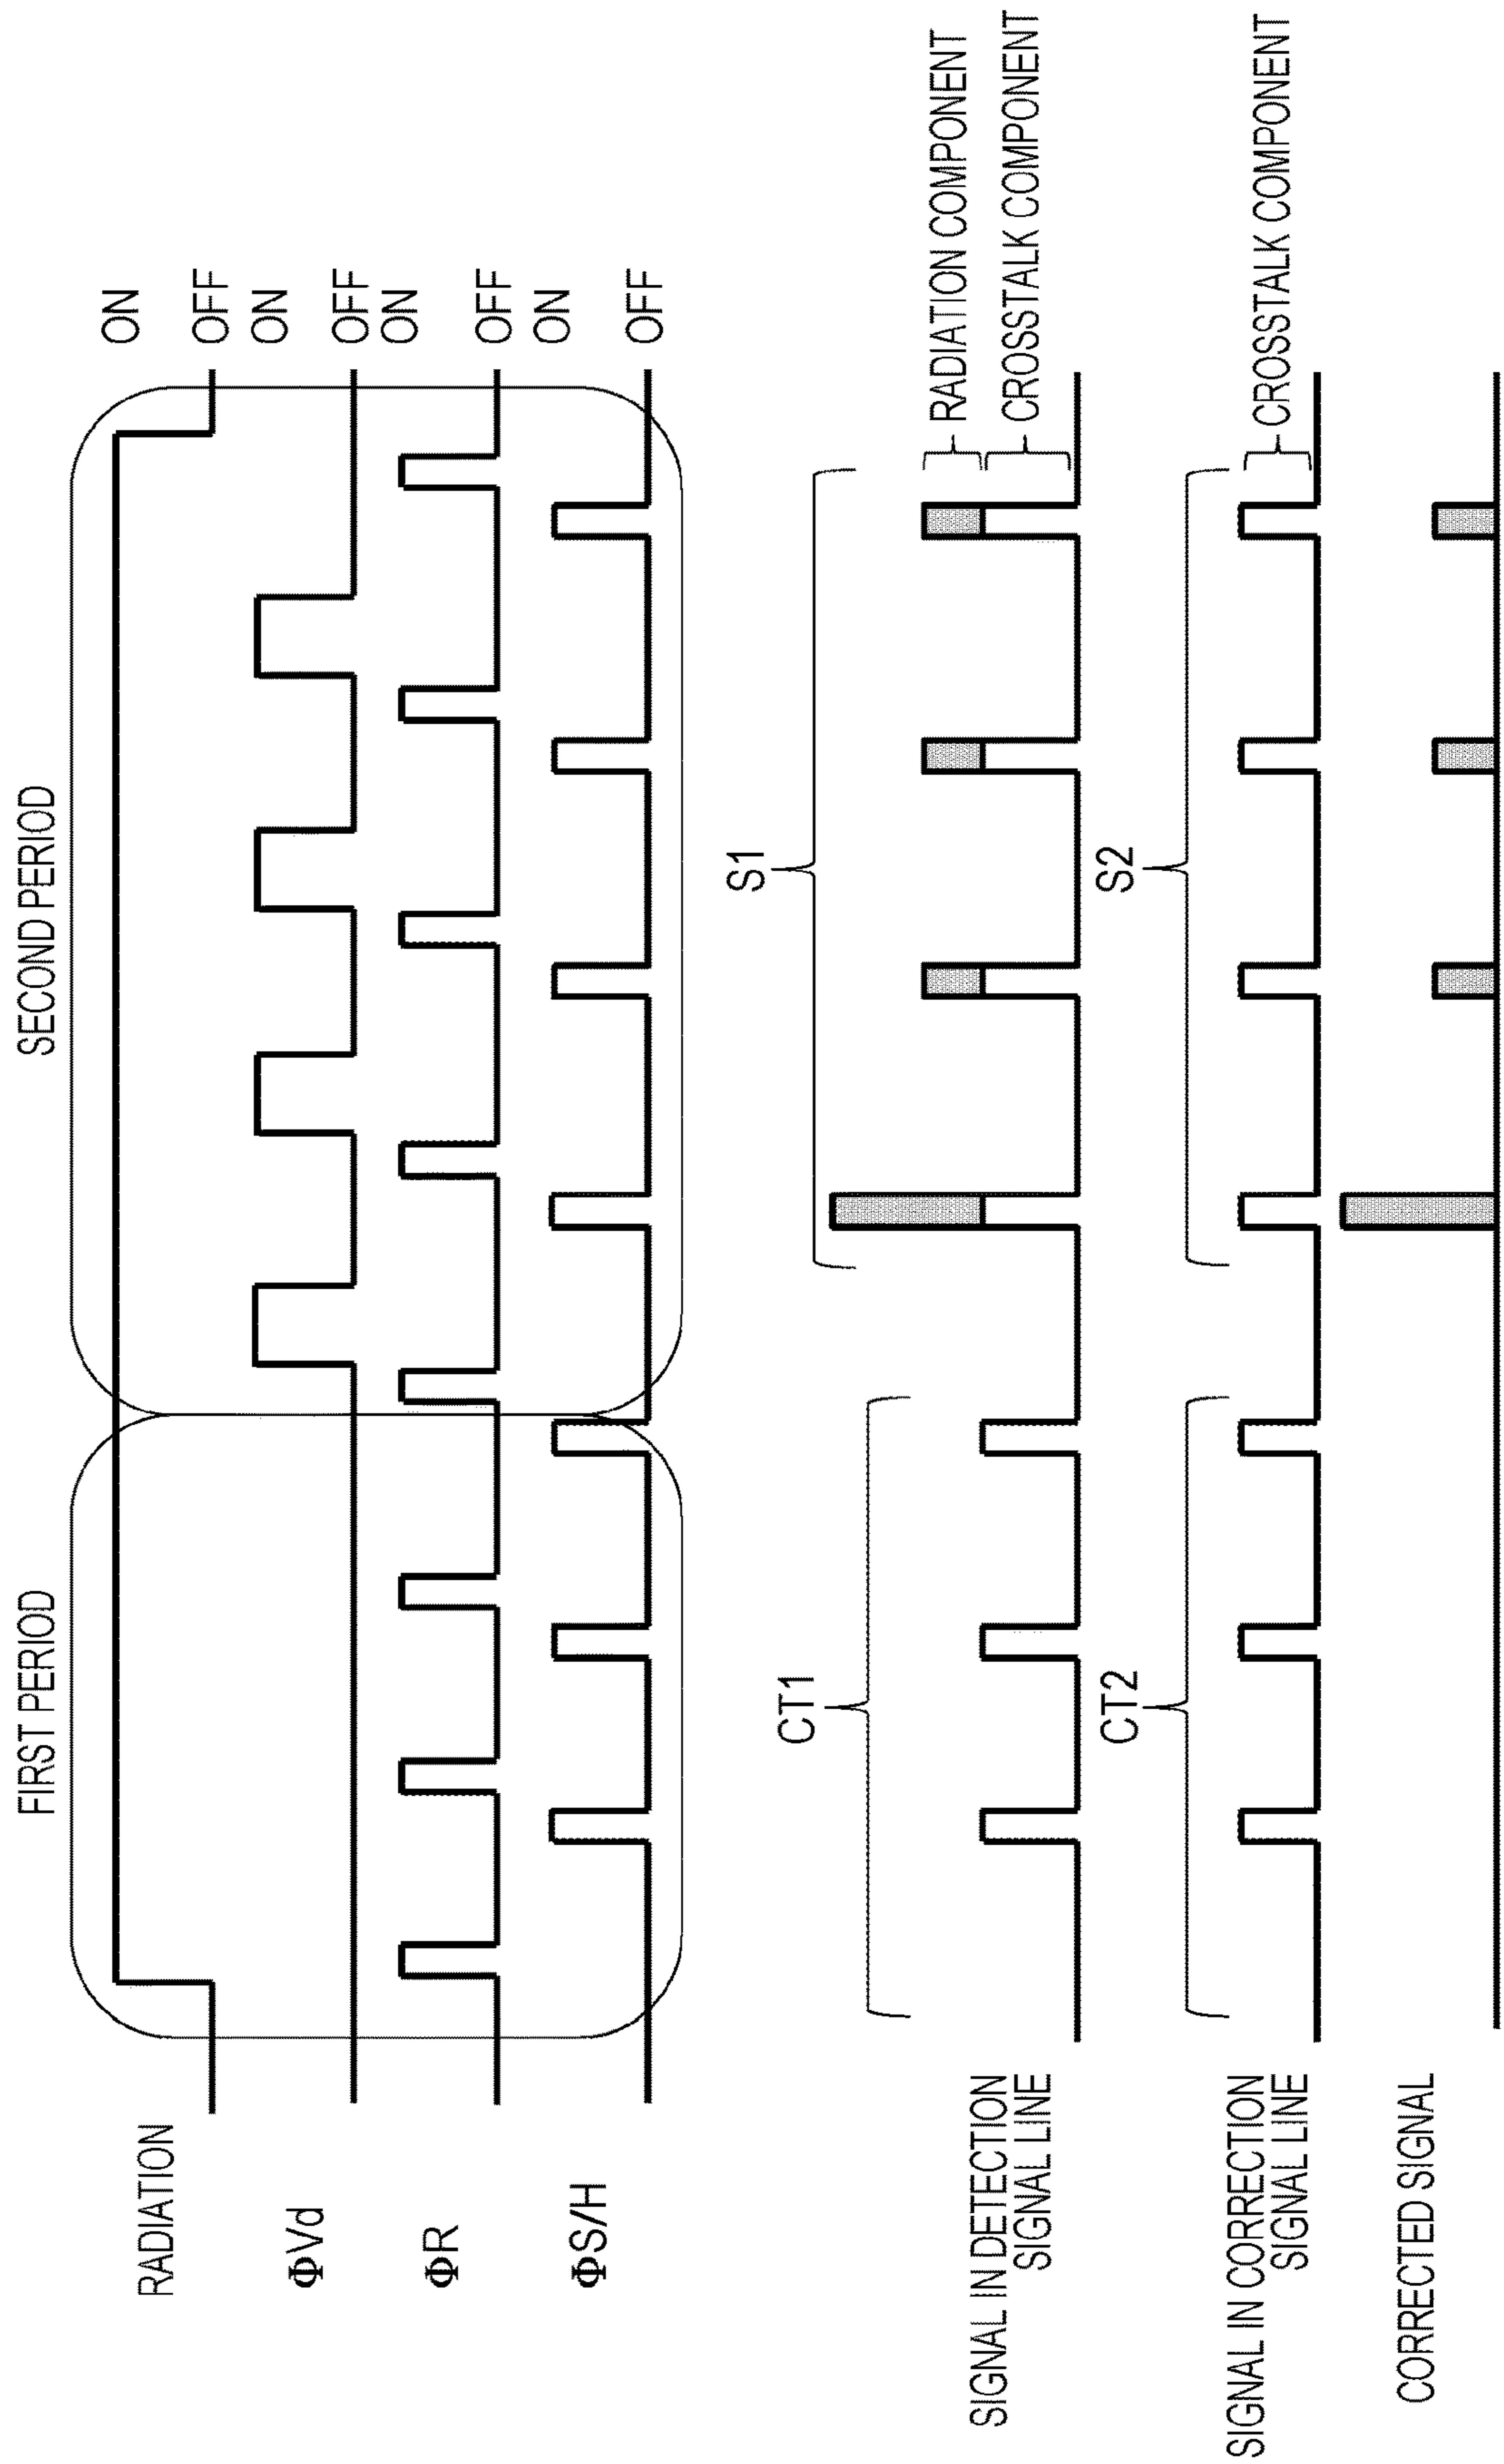 FIRST PERIOD
SECOND PERIOD
RADIATION
ON
OFF
ΦVd
ON
OFF
ΦR
ON
OFF
ΦS/H
ON
OFF
CT1
S1
SIGNAL IN DETECTION
SIGNAL LINE
RADIATION COMPONENT
CROSSTALK COMPONENT
CT2
S2
SIGNAL IN CORRECTION
SIGNAL LINE
CROSSTALK COMPONENT
CORRECTED SIGNAL